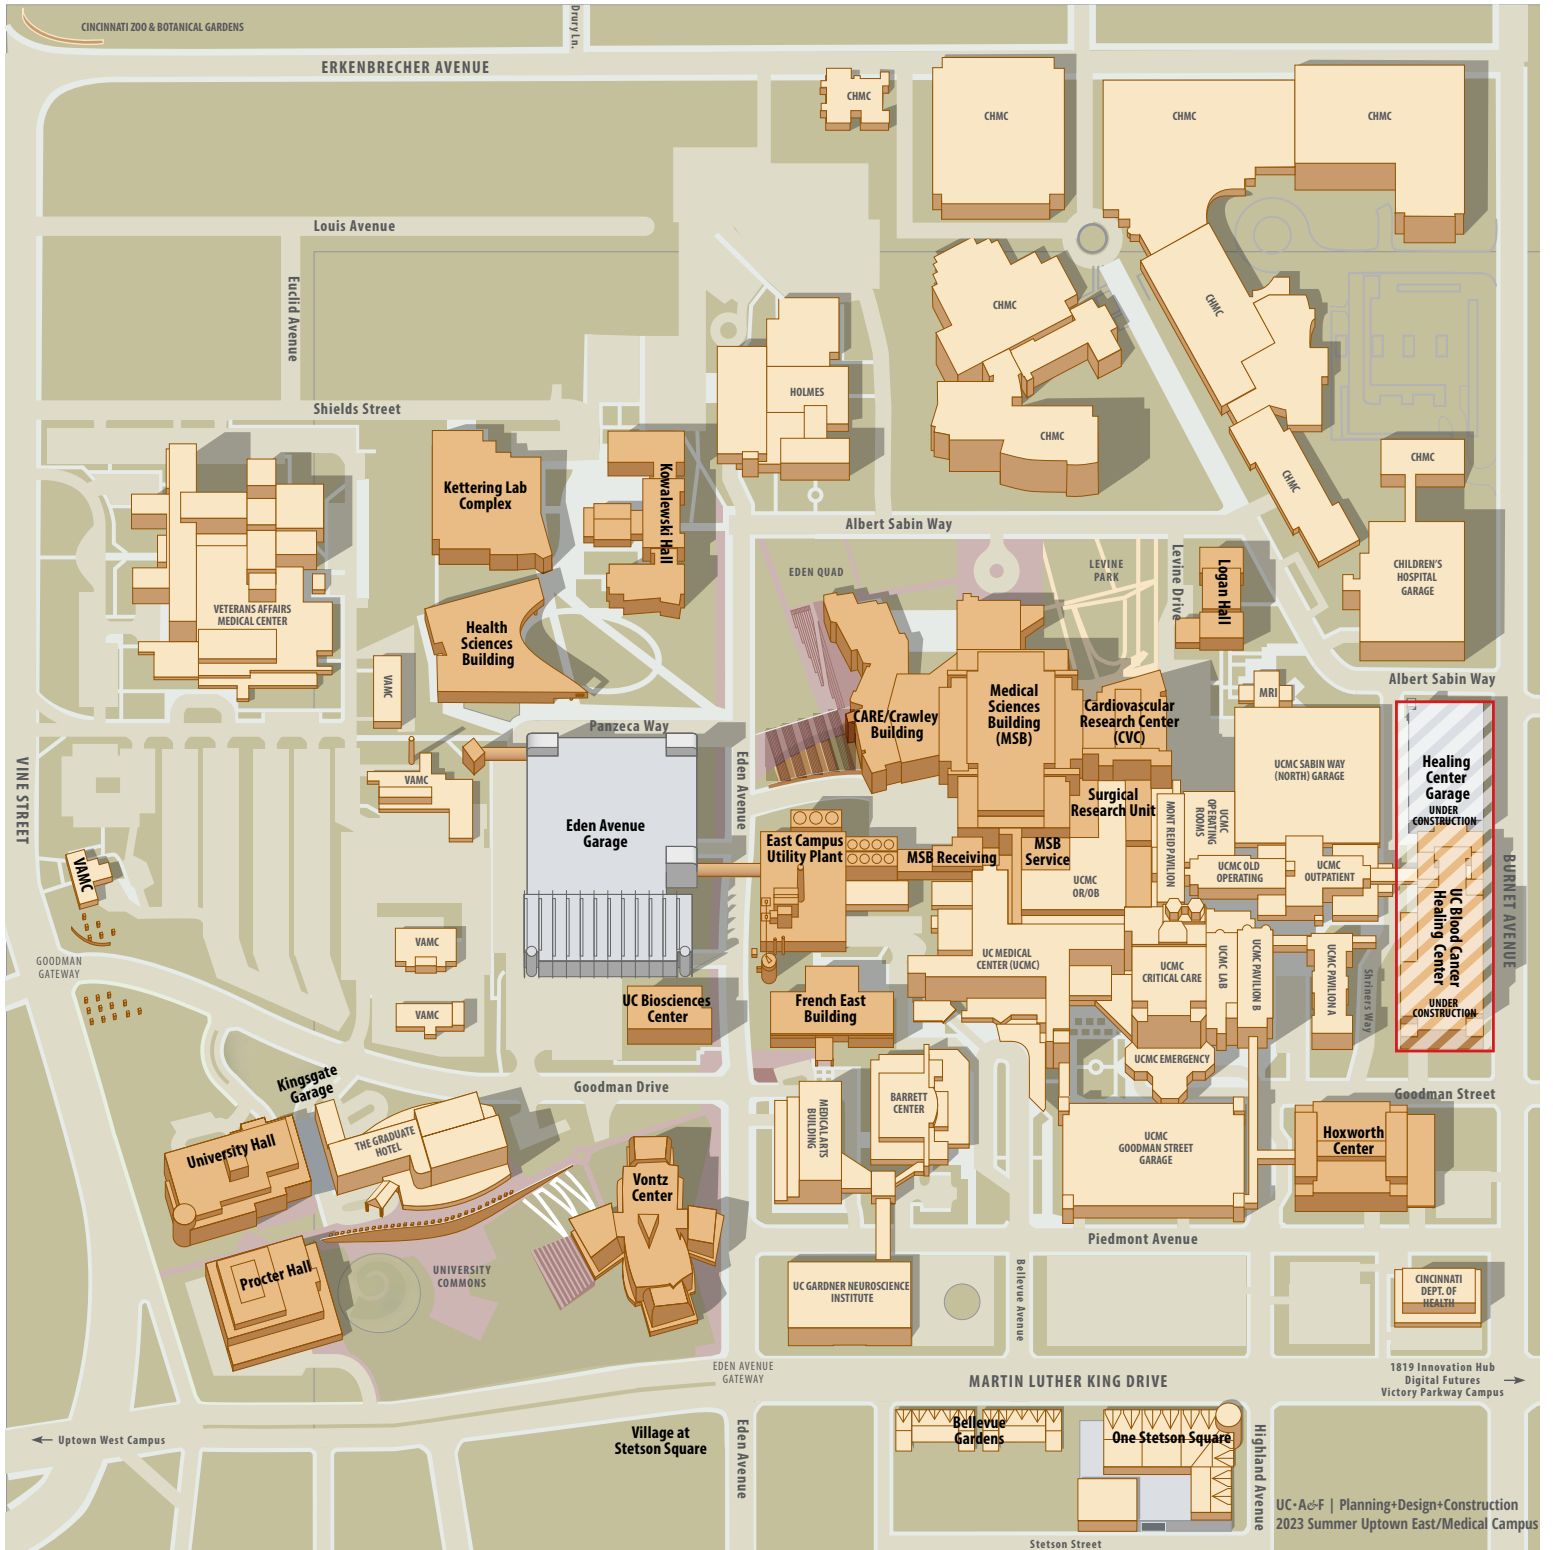 CINCINNATI ZOO & BOTANICAL GARDENS
Drury Ln.
ERKENBRECHER AVENUE
CHMC
CHMC
CHMC
CHMC
Louis Avenue
Euclid Avenue
CHMC
CHMC
HOLMES
Shields Street
CHMC
CHMC
CHMC
Kettering Lab
Complex
Kowalewski Hall
Albert Sabin Way
EDEN QUAD
LEVINE
PARK
Levine Drive
Logan Hall
CHILDREN'S
HOSPITAL
GARAGE
VETERANS AFFAIRS
MEDICAL CENTER
Health
Sciences
Building
VAMC
Albert Sabin Way
MRI
Medical
Sciences
Building
(MSB)
Cardiovascular
Research Center
(CVC)
CARE/Crawley
Building
Panzeca Way
VINE STREET
VAMC
Eden Avenue
UCMC SABIN WAY
(NORTH) GARAGE
Healing
Center
Garage
UNDER
CONSTRUCTION
Surgical
Research Unit
MONT REID PAVILION
UCMC
OPERATING
ROOMS
Eden Avenue
Garage
East Campus
Utility Plant
MSB Receiving
MSB
Service
UCMC
OR/OB
UCMC OLD
OPERATING
UCMC
OUTPATIENT
BURNET AVENUE
VAMC
UC Blood Cancer
Healing Center
UNDER
CONSTRUCTION
VAMC
GOODMAN
GATEWAY
UC MEDICAL
CENTER (UCMC)
UCMC
CRITICAL CARE
UCMC LAB
UCMC PAVILION B
UCMC PAVILION A
Shriners Way
VAMC
UC Biosciences
Center
French East
Building
UCMC EMERGENCY
Kingsgate
Garage
Goodman Drive
Goodman Street
MEDICAL ARTS
BUILDING
BARRETT
CENTER
UCMC
GOODMAN STREET
GARAGE
Hoxworth
Center
University Hall
THE GRADUATE
HOTEL
Vontz
Center
Piedmont Avenue
Procter Hall
UNIVERSITY
COMMONS
UC GARDNER NEUROSCIENCE
INSTITUTE
Bellevue Avenue
CINCINNATI
DEPT. OF
HEALTH
EDEN AVENUE
GATEWAY
MARTIN LUTHER KING DRIVE
1819 Innovation Hub
Digital Futures
Victory Parkway Campus
Uptown West Campus
Village at
Stetson Square
Eden Avenue
Bellevue
Gardens
One Stetson Square
Highland Avenue
UC·A&F | Planning+Design+Construction
2023 Summer Uptown East/Medical Campus
Stetson Street